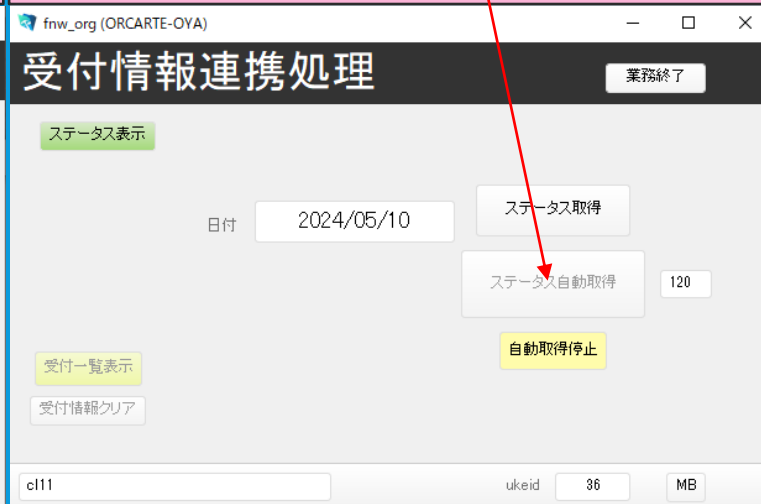 fnw_org (ORCARTE-OYA)
受付情報連携処理
業務終了
ステータス表示
日付
2024/05/10
ステータス取得
ステータス自動取得
120
自動取得停止
受付一覧表示
受付情報クリア
cl11
ukeid
36
MB